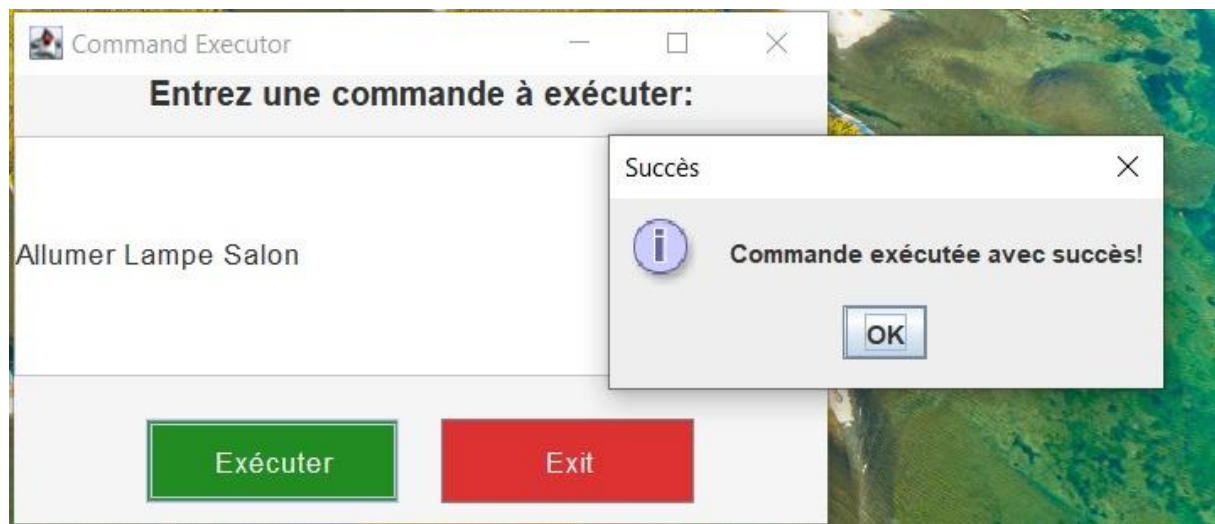 Command Executor
Entrez une commande à exécuter:
Allumer Lampe Salon
Succès
i
Commande exécutée avec succès!
OK
Exécuter
Exit